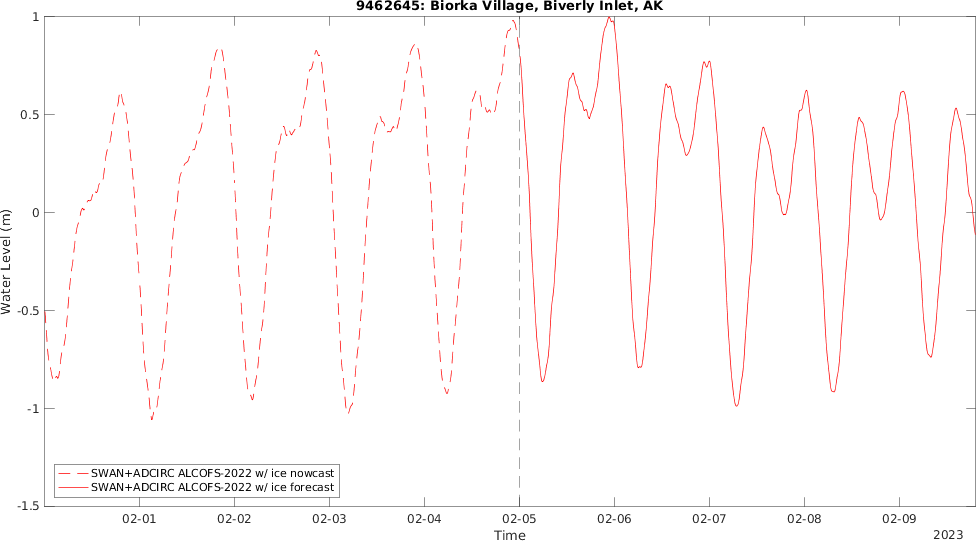 9462645: Biorka Village, Biverly Inlet, AK
1
0.5
0
-0.5
-1
-1.5
Water Level (m)
SWAN+ADCIRC ALCOFS-2022 w/ ice nowcast
SWAN+ADCIRC ALCOFS-2022 w/ ice forecast
02-01 02-02 02-03 02-04 02-05 02-06 02-07 02-08 02-09
Time
2023